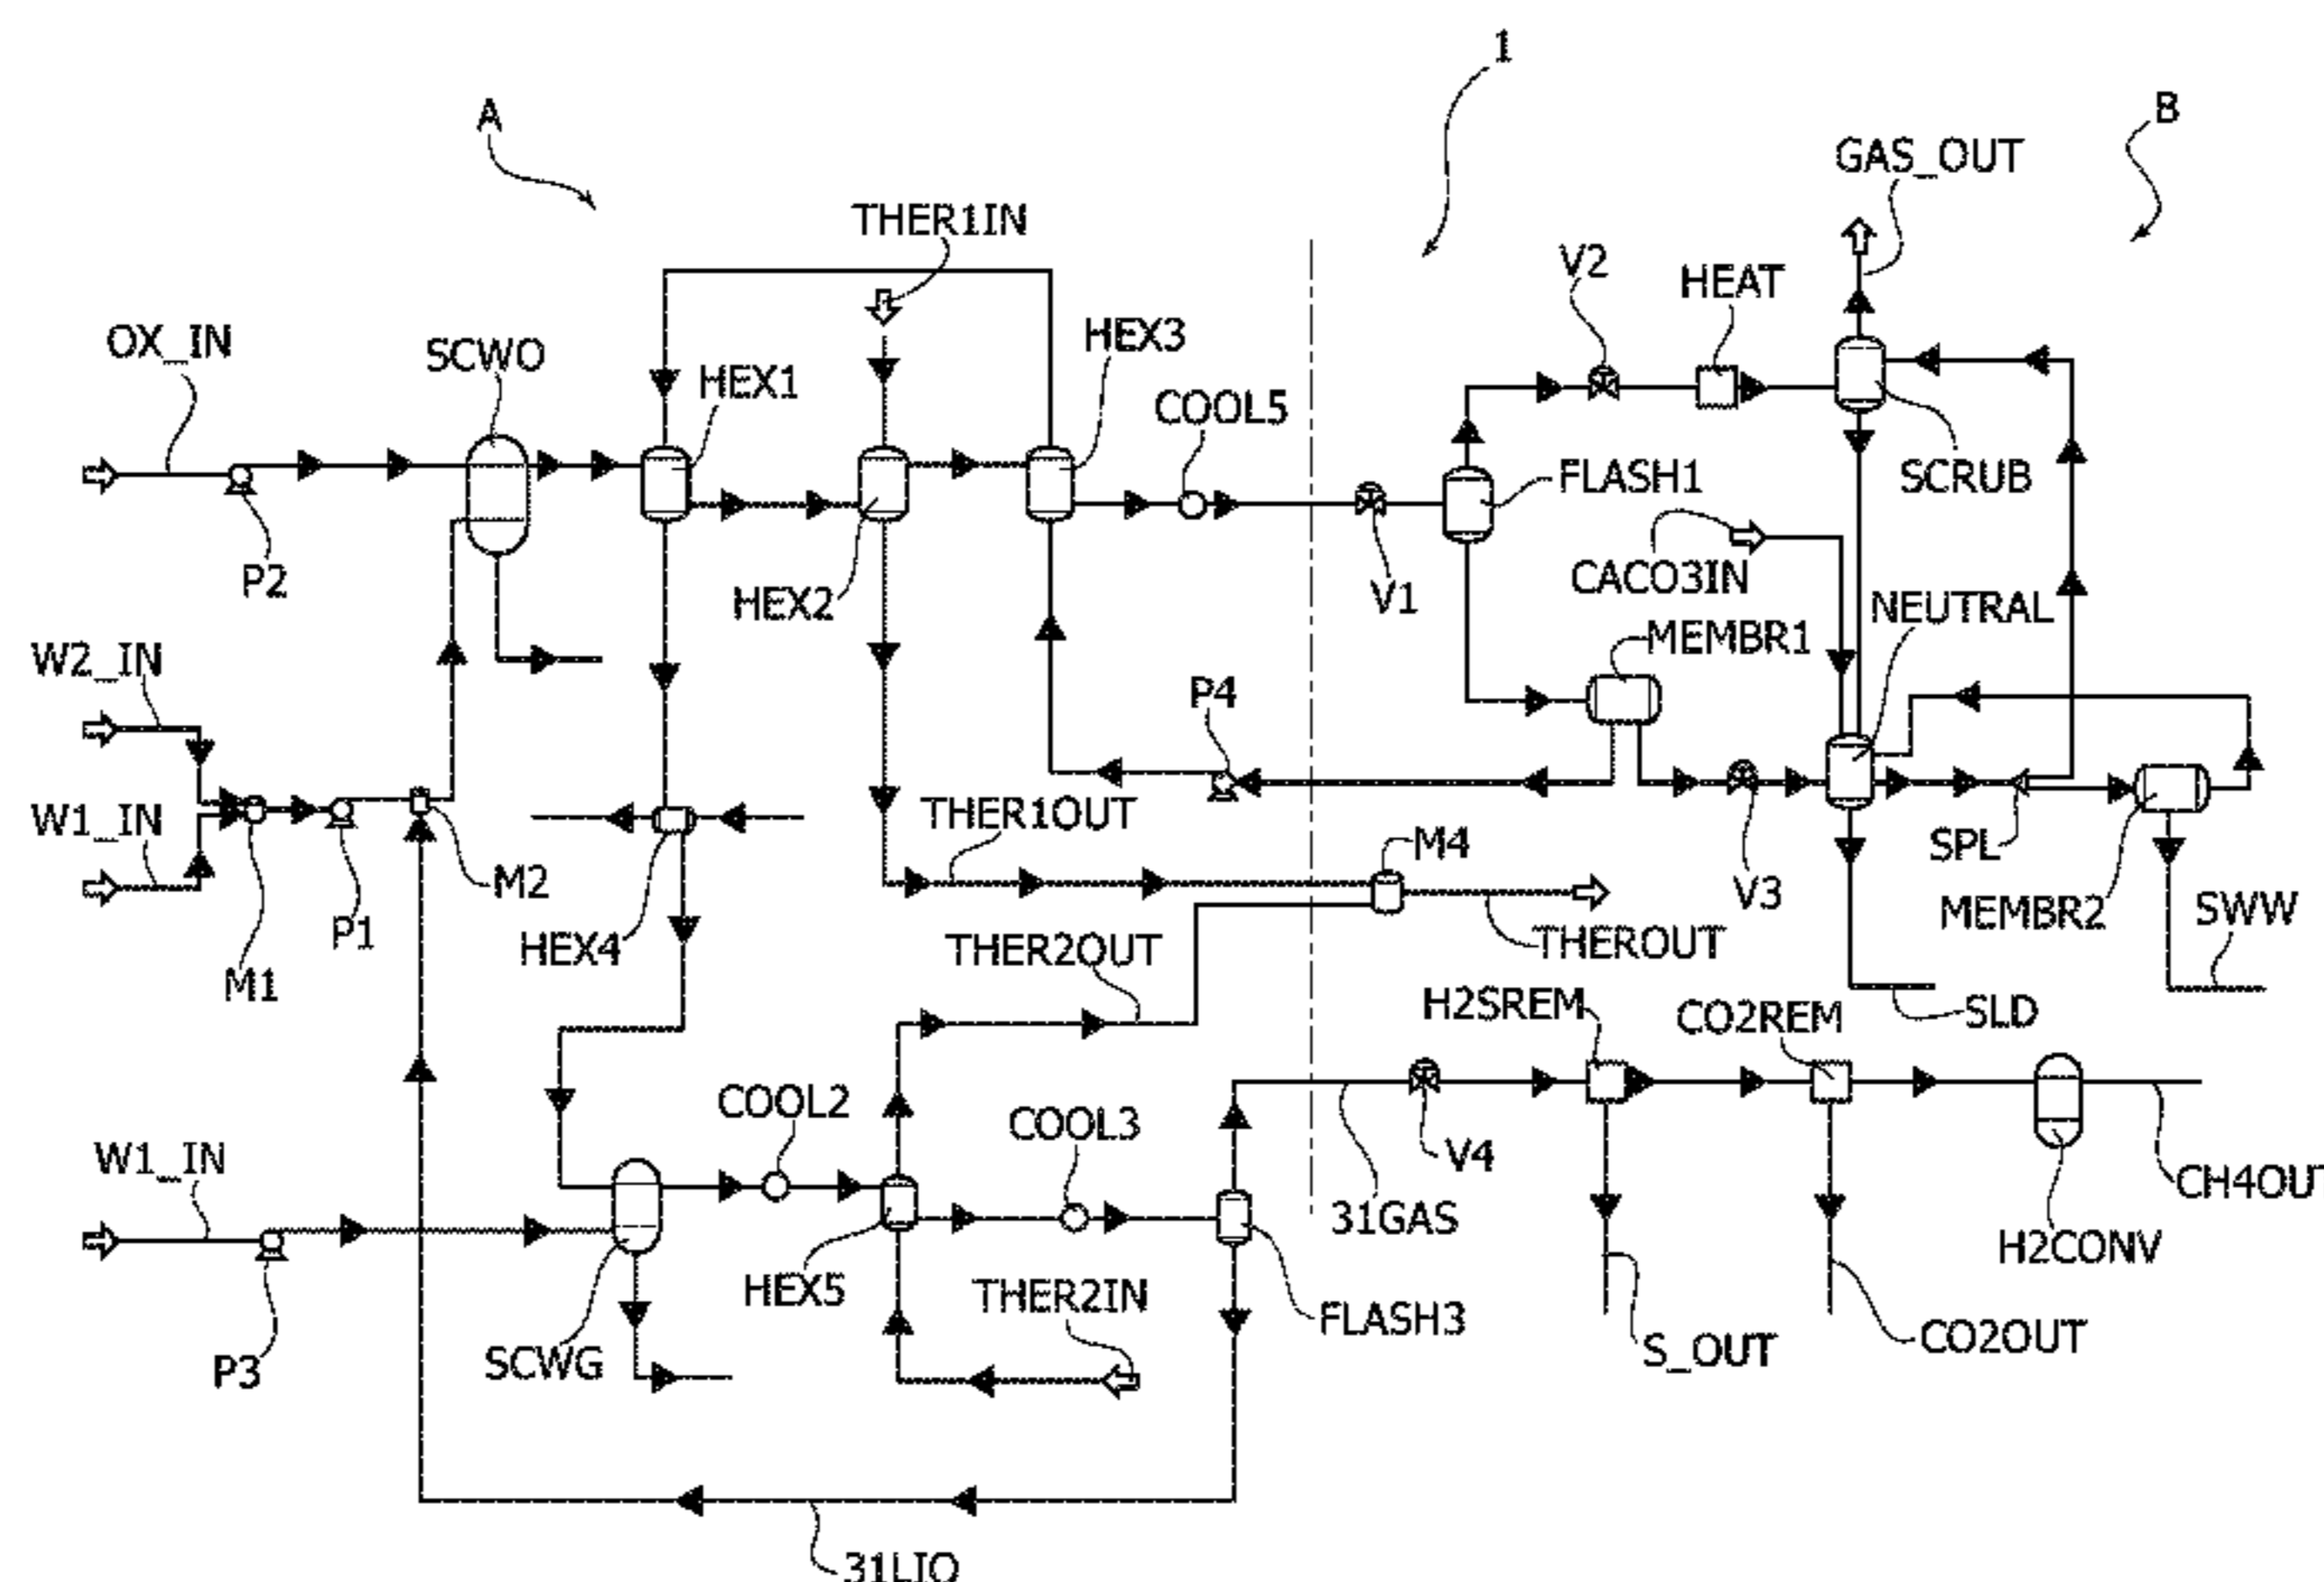 1
A
B
GAS_OUT
THER1IN
V2
HEAT
OX_IN
SCWO
HEX1
HEX3
COOL5
FLASH1
SCRUB
P2
HEX2
V1
CACO3IN
NEUTRAL
W2_IN
MEMBR1
P4
W1_IN
THER1OUT
M4
SPL
M2
V3
MEMBR2
SWW
P1
HEX4
THER2OUT
THEROUT
M1
H2SREM
CO2REM
SLD
COOL2
COOL3
W1_IN
V4
CH4OUT
31GAS
H2CONV
HEX5
THER2IN
FLASH3
P3
SCWG
S_OUT
CO2OUT